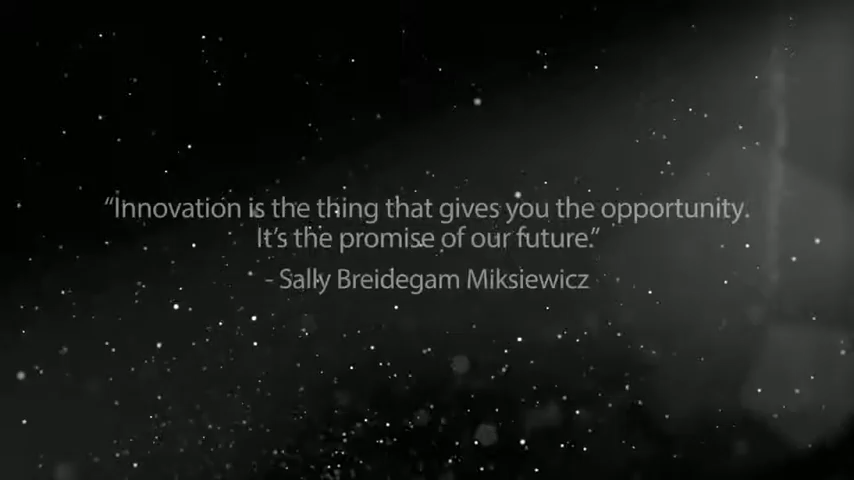 “Innovation is the thing that gives you the opportunity.
It’s the promise of our future.”
- Sally Breidegam Miksiewicz